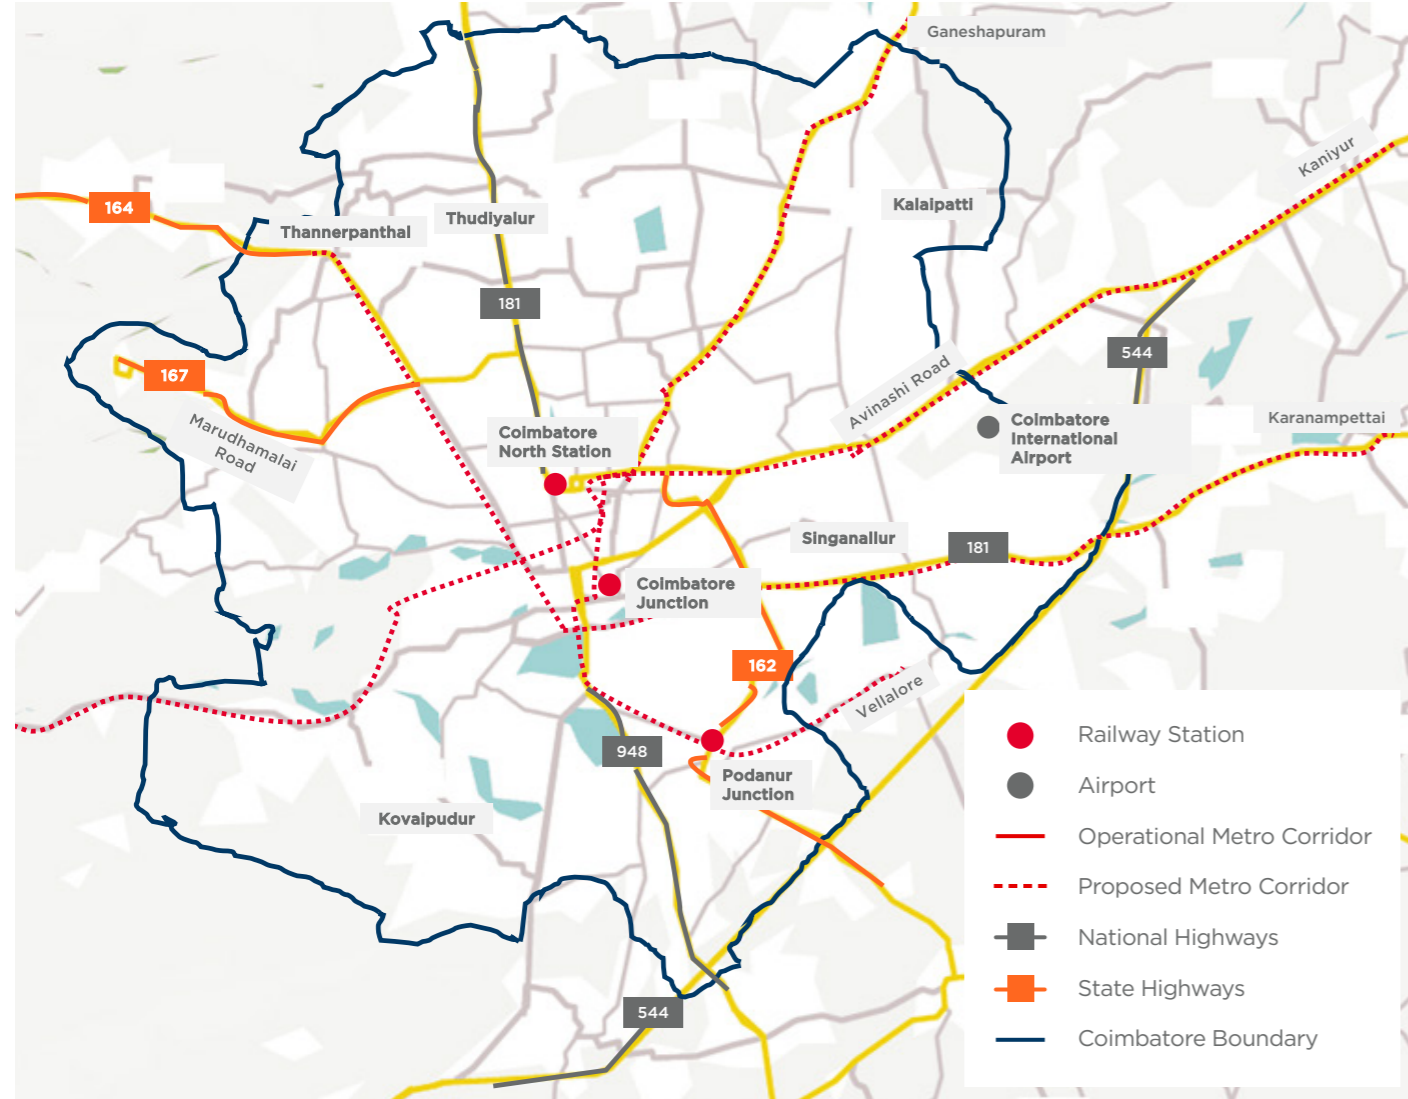 Ganeshapuram
Kaniyur
164
Thannerpanthal
Thudiyalur
Kalaipatti
181
544
167
Avinashi Road
Marudhamalai
Road
Coimbatore
North Station
Coimbatore
International
Airport
Karanampettai
Singanallur
181
Coimbatore
Junction
162
Vellalore
948
Podanur
Junction
Kovaipudur
544
Railway Station
Airport
Operational Metro Corridor
Proposed Metro Corridor
National Highways
State Highways
Coimbatore Boundary